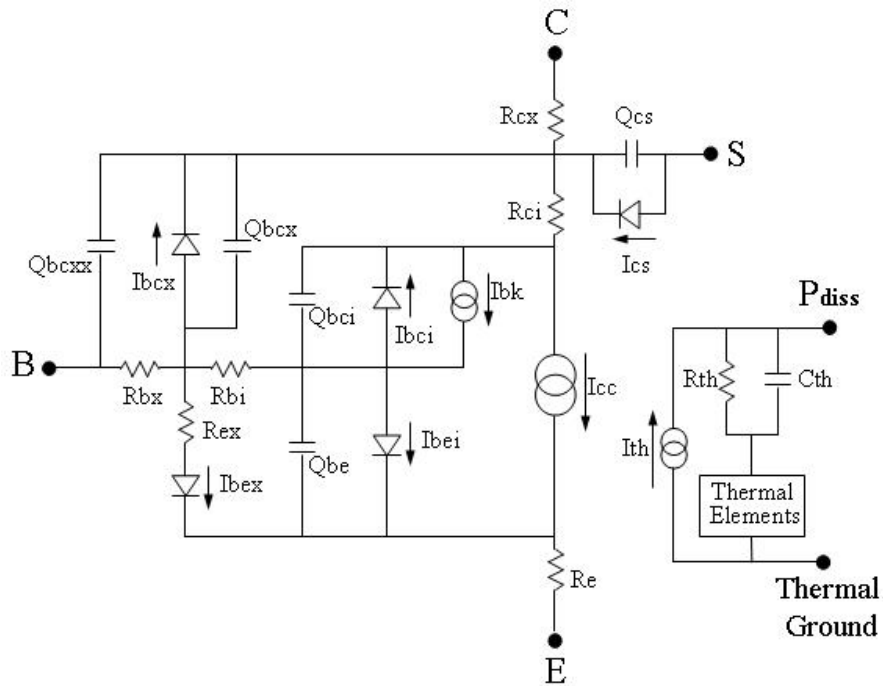 C
Rcx
Qcs
S
Rci
Ics
Qbcxx
Ibcx
Qbcx
Qbci
Ibci
Ibk
B
Rbx
Rbi
Icc
Rex
Ibex
Qbe
Ibei
Re
E
Pdiss
Rth
Cth
Ith
Thermal
Elements
Thermal
Ground